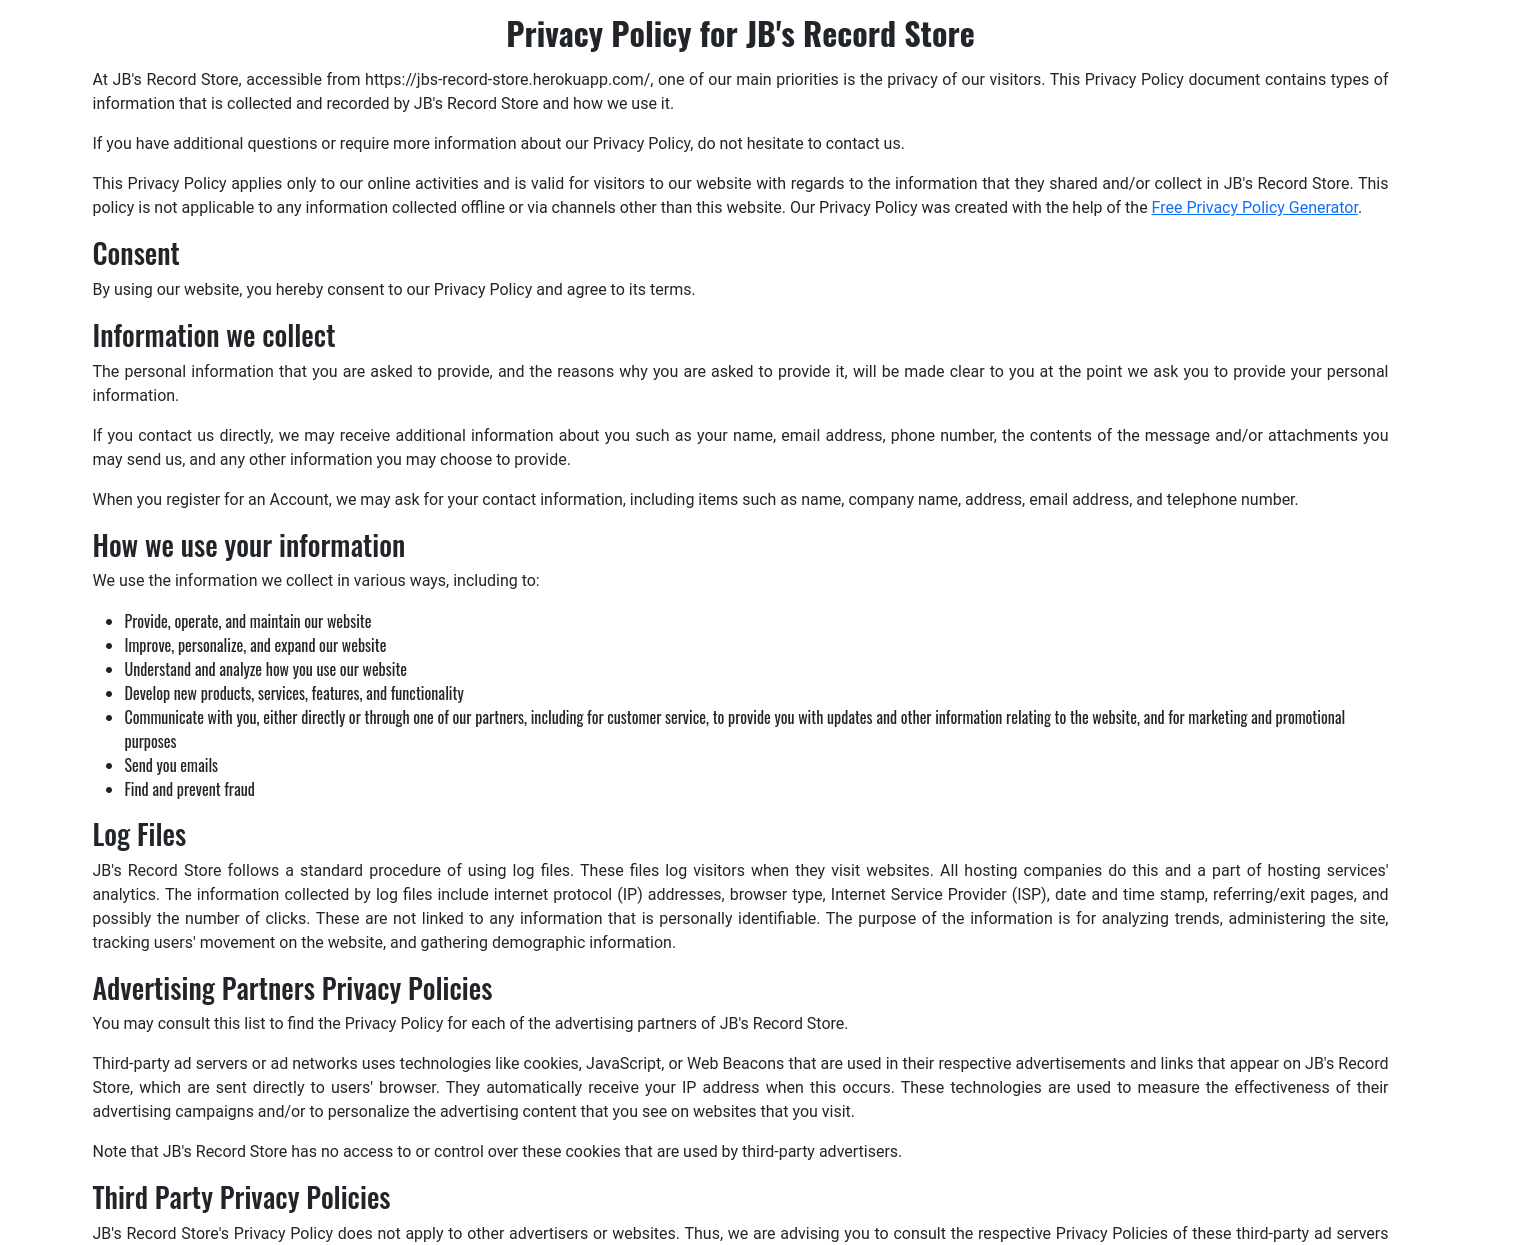 Privacy Policy for JB's Record Store
At JB's Record Store, accessible from https://jbs-record-store.herokuapp.com/, one of our main priorities is the privacy of our visitors. This Privacy Policy document contains types of
information that is collected and recorded by JB's Record Store and how we use it.
If you have additional questions or require more information about our Privacy Policy, do not hesitate to contact us.
This Privacy Policy applies only to our online activities and is valid for visitors to our website with regards to the information that they shared and/or collect in JB's Record Store. This
policy is not applicable to any information collected offline or via channels other than this website. Our Privacy Policy was created with the help of the Free Privacy Policy Generator.
Consent
By using our website, you hereby consent to our Privacy Policy and agree to its terms.
Information we collect
The personal information that you are asked to provide, and the reasons why you are asked to provide it, will be made clear to you at the point we ask you to provide your personal
information.
If you contact us directly, we may receive additional information about you such as your name, email address, phone number, the contents of the message and/or attachments you
may send us, and any other information you may choose to provide.
When you register for an Account, we may ask for your contact information, including items such as name, company name, address, email address, and telephone number.
How we use your information
We use the information we collect in various ways, including to:
• Provide, operate, and maintain our website
• Improve, personalize, and expand our website
• Understand and analyze how you use our website
• Develop new products, services, features, and functionality
• Communicate with you, either directly or through one of our partners, including for customer service, to provide you with updates and other information relating to the website, and for marketing and promotional
purposes
• Send you emails
• Find and prevent fraud
Log Files
JB's Record Store follows a standard procedure of using log files. These files log visitors when they visit websites. All hosting companies do this and a part of hosting services'
analytics. The information collected by log files include internet protocol (IP) addresses, browser type, Internet Service Provider (ISP), date and time stamp, referring/exit pages, and
possibly the number of clicks. These are not linked to any information that is personally identifiable. The purpose of the information is for analyzing trends, administering the site,
tracking users' movement on the website, and gathering demographic information.
Advertising Partners Privacy Policies
You may consult this list to find the Privacy Policy for each of the advertising partners of JB's Record Store.
Third-party ad servers or ad networks uses technologies like cookies, JavaScript, or Web Beacons that are used in their respective advertisements and links that appear on JB's Record
Store, which are sent directly to users' browser. They automatically receive your IP address when this occurs. These technologies are used to measure the effectiveness of their
advertising campaigns and/or to personalize the advertising content that you see on websites that you visit.
Note that JB's Record Store has no access to or control over these cookies that are used by third-party advertisers.
Third Party Privacy Policies
JB's Record Store's Privacy Policy does not apply to other advertisers or websites. Thus, we are advising you to consult the respective Privacy Policies of these third-party ad servers